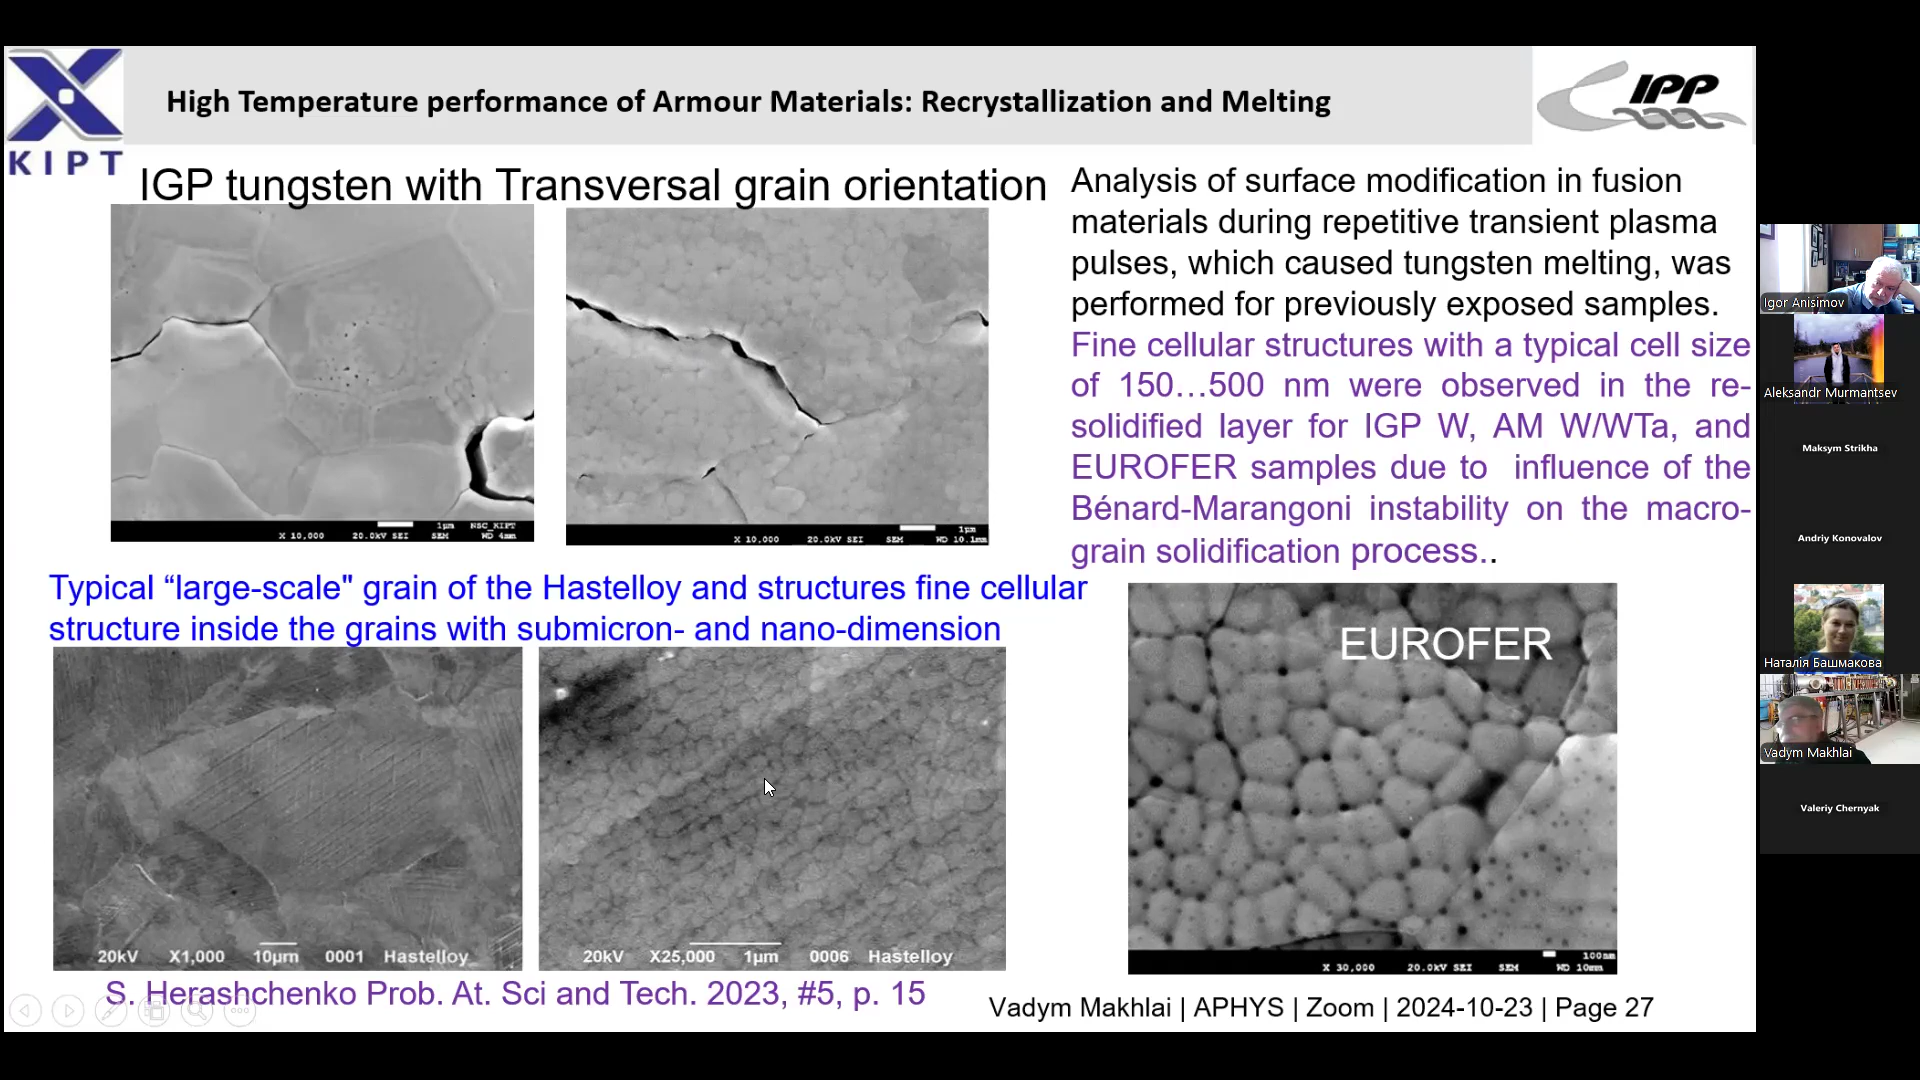 KIPT
High Temperature performance of Armour Materials: Recrystallization and Melting
IPP
IGP tungsten with Transversal grain orientation
1µm NSC_KIPT
X 10,000 20.0kV SEI SEM WD 4mm
1µm
X 10,000 20.0kV SEI SEM WD 10.1mm
Analysis of surface modification in fusion
materials during repetitive transient plasma
pulses, which caused tungsten melting, was
performed for previously exposed samples.
Fine cellular structures with a typical cell size
of 150…500 nm were observed in the re-
solidified layer for IGP W, AM W/WTa, and
EUROFER samples due to influence of the
Bénard-Marangoni instability on the macro-
grain solidification process..
Typical “large-scale" grain of the Hastelloy and structures fine cellular
structure inside the grains with submicron- and nano-dimension
20kV X1,000 10µm 0001 Hastelloy
20kV X25,000 1µm 0006 Hastelloy
EUROFER
100nm
X 30,000 20.0kV SEI SEM WD 10mm
S. Herashchenko Prob. At. Sci and Tech. 2023, #5, p. 15
Vadym Makhlai | APHYS | Zoom | 2024-10-23 | Page 27
Igor Anisimov
Aleksandr Murmantsev
Maksym Strikha
Andriy Konovalov
Наталія Башмакова
Vadym Makhlai
Valeriy Chernyak